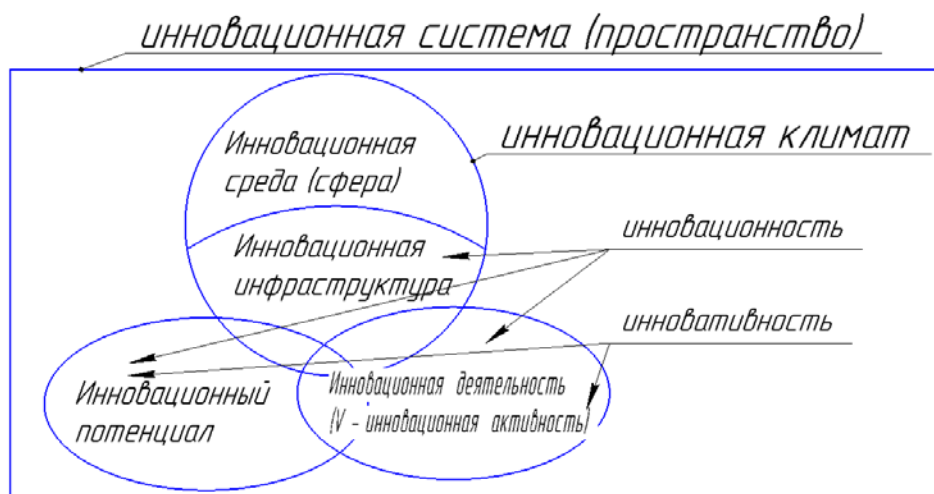 инновационная система (пространство)
Инновационная
среда (сфера)
инновационная климат
Инновационная
инфраструктура
инновационность
инновативность
Инновационный
потенциал
Инновационная деятельность
(V - инновационная активность)